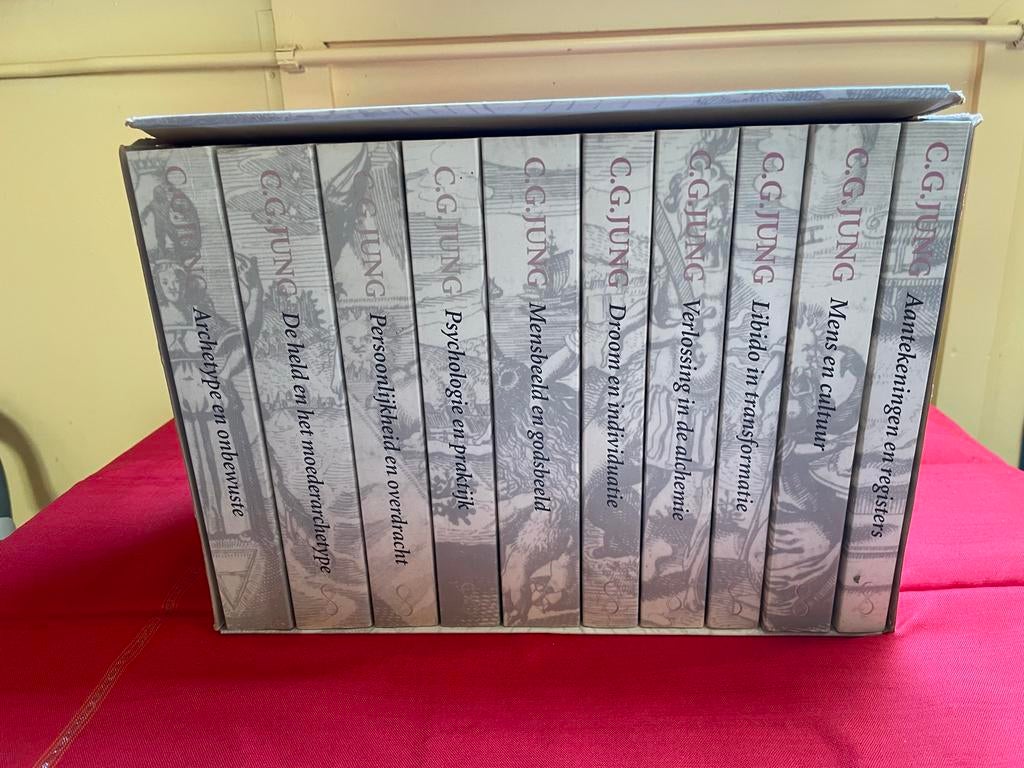 C.G.JUNG Archetype en onbewuste
C.G.JUNG De held en het moederarchetype
C.G.JUNG Persoonlijkheid en overdracht
C.G.JUNG Psychologie en praktijk
C.G.JUNG Mensbeeld en godsbeeld
C.G.JUNG Droom en individuatie
C.G.JUNG Verlossing in de alchemie
C.G.JUNG Libido in transformatie
C.G.JUNG Mens en cultuur
C.G.JUNG Aantekeningen en registers